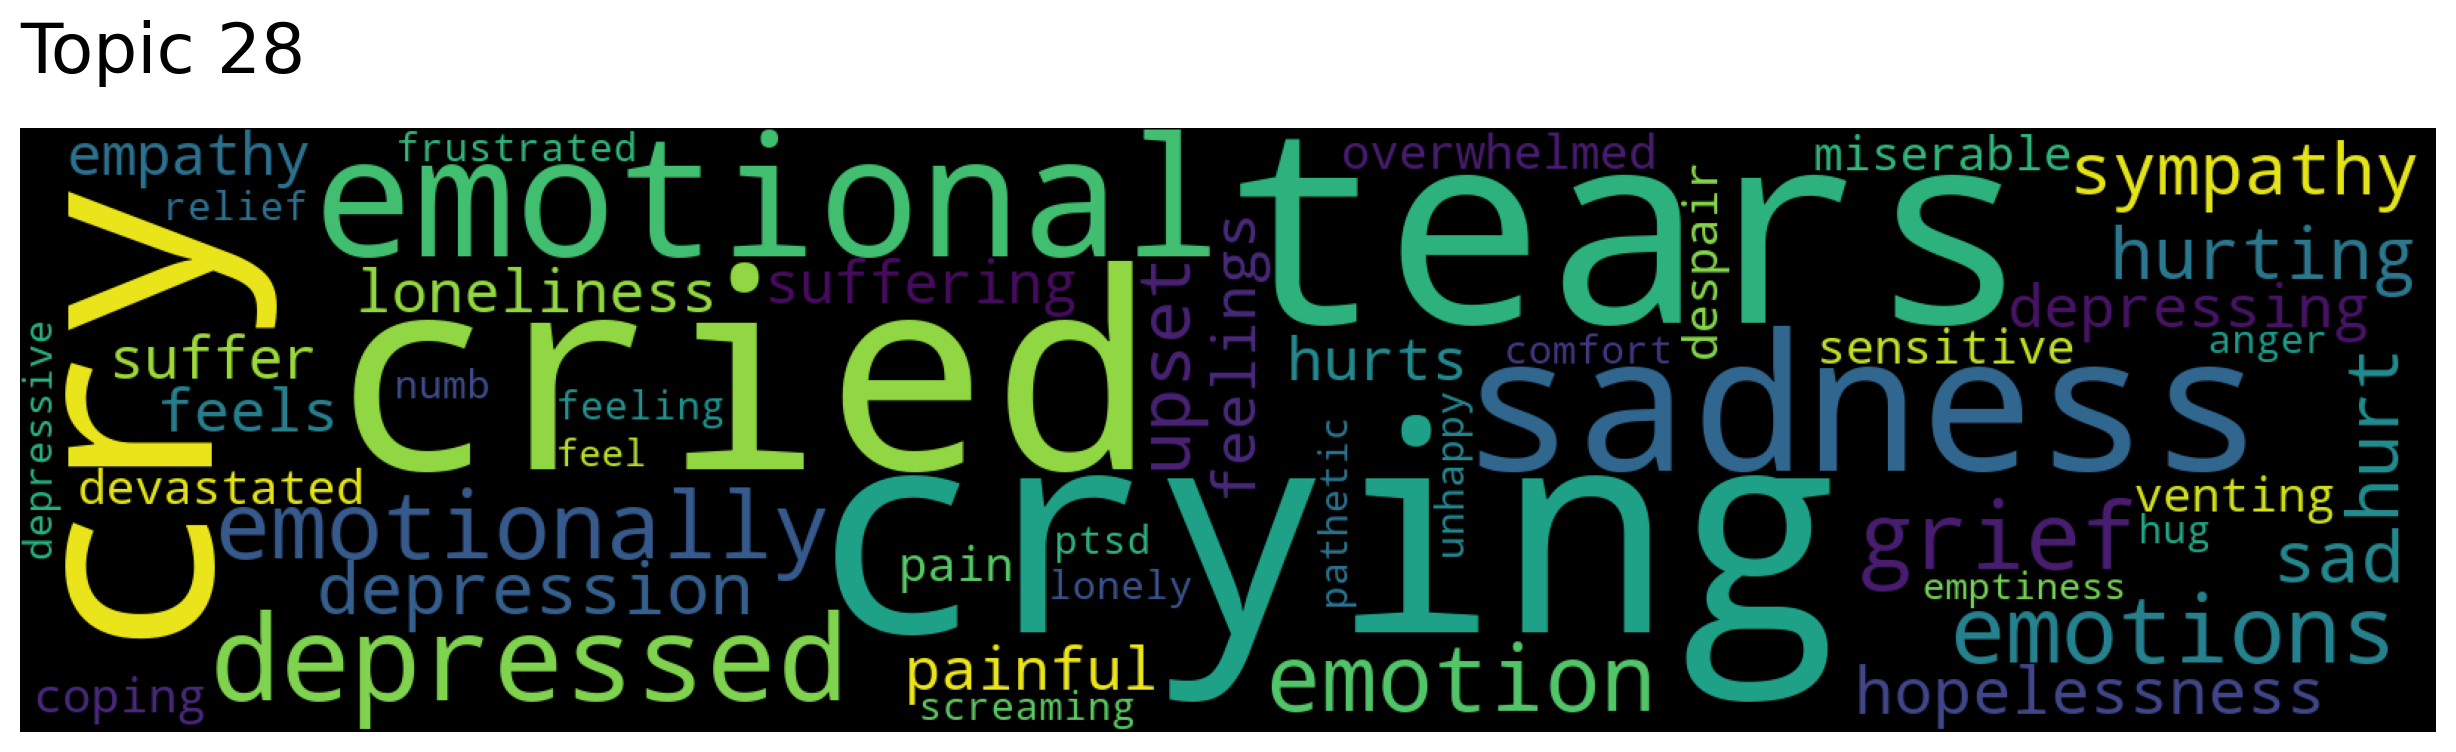 Topic 28
empathy
frustrated
emotional
tears
overwhelmed
miserable
sympathy
relief
cry
despair
hurting
loneliness
suffering
upset
feelings
depressing
depressive
suffer
cried
hurts
comfort
sensitive
anger
feels
numb
feeling
feel
sadness
hurt
devastated
emotionally
crying
pathetic
unhappy
venting
grief
hug
sad
depression
pain
ptsd
lonely
emptiness
emotions
depressed
painful
emotion
hopelessness
coping
screaming